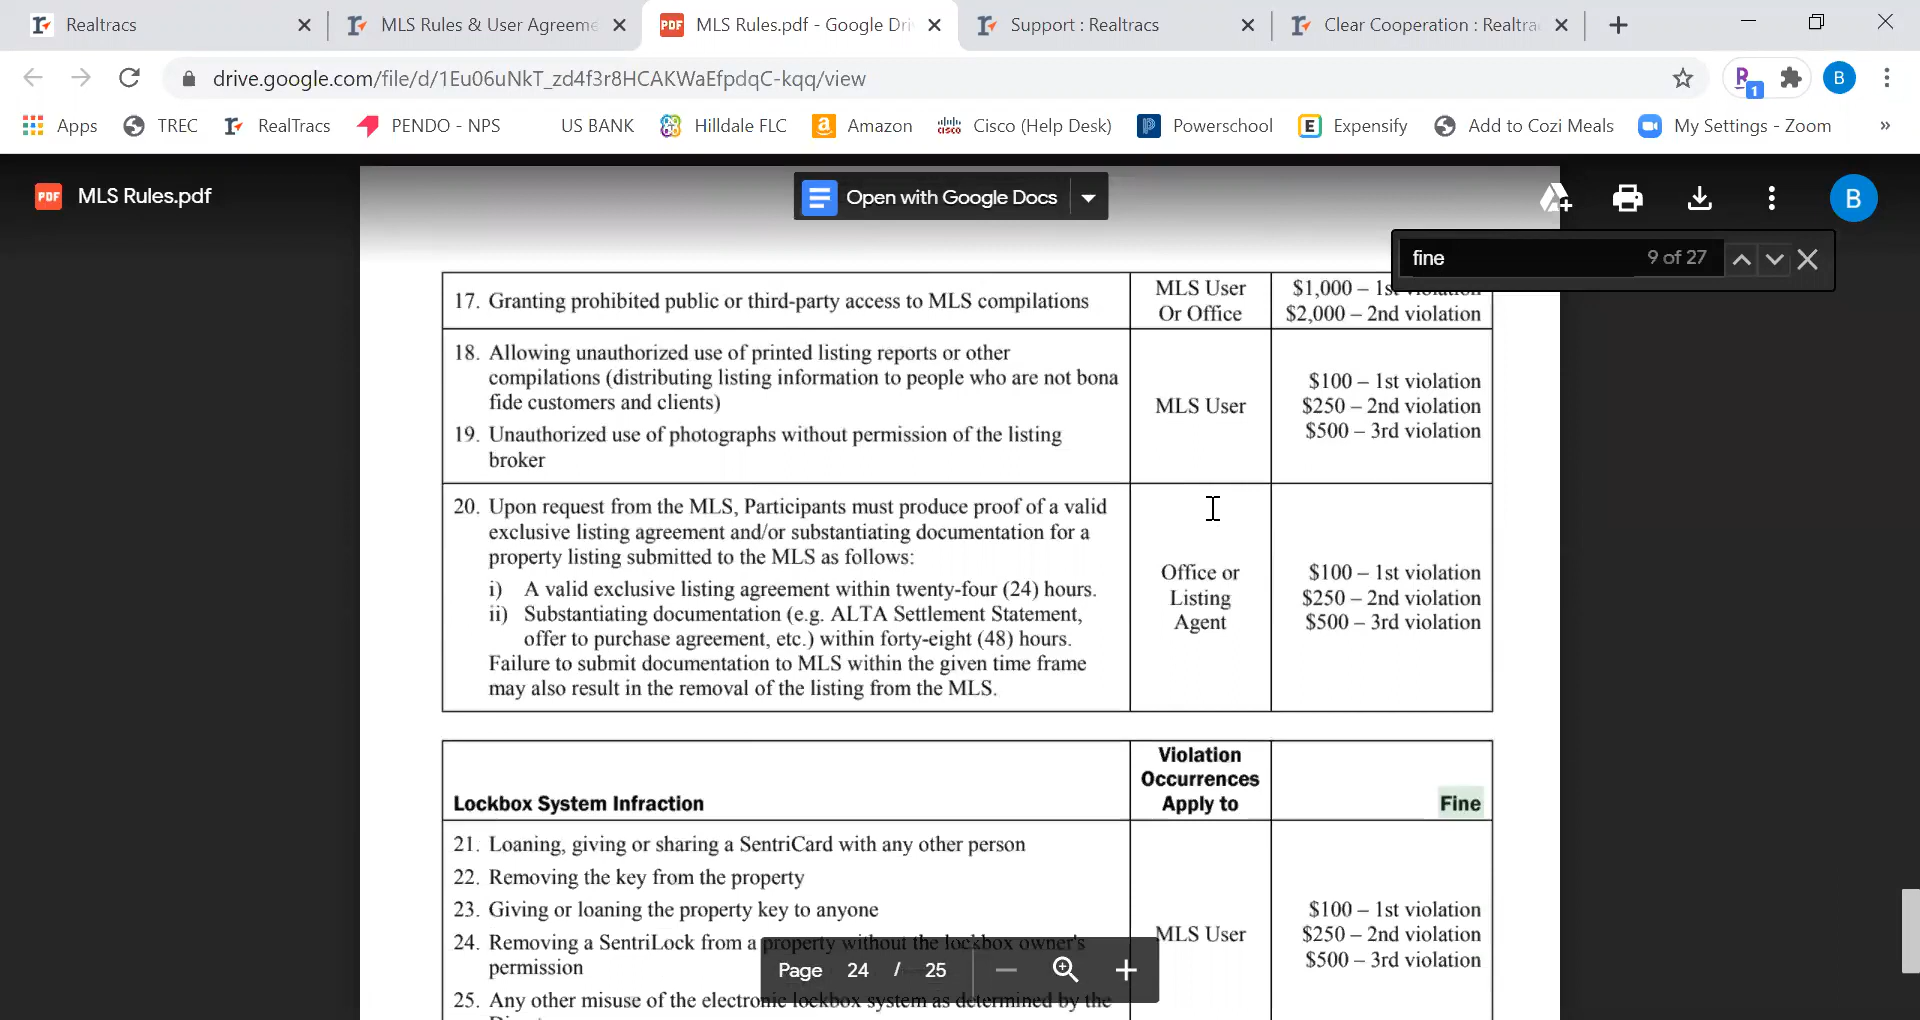 Realtracs
MLS Rules & User Agreeme
MLS Rules.pdf - Google Dri
Support : Realtracs
Clear Cooperation : Realtra
drive.google.com/file/d/1Eu06uNkT_zd4f3r8HCAKWaEfpdqC-kqq/view
1
B
Apps
TREC
RealTracs
PENDO - NPS
US BANK
Hilldale FLC
Amazon
Cisco (Help Desk)
Powerschool
Expensify
Add to Cozi Meals
My Settings - Zoom
»
PDF
MLS Rules.pdf
Open with Google Docs
B
fine
9 of 27
17. Granting prohibited public or third-party access to MLS compilations
MLS User
Or Office
$1,000 – 1st violation
$2,000 – 2nd violation
18. Allowing unauthorized use of printed listing reports or other
compilations (distributing listing information to people who are not bona
fide customers and clients)
19. Unauthorized use of photographs without permission of the listing
broker
MLS User
$100 – 1st violation
$250 – 2nd violation
$500 – 3rd violation
20. Upon request from the MLS, Participants must produce proof of a valid
exclusive listing agreement and/or substantiating documentation for a
property listing submitted to the MLS as follows:
i) A valid exclusive listing agreement within twenty-four (24) hours.
ii) Substantiating documentation (e.g. ALTA Settlement Statement,
offer to purchase agreement, etc.) within forty-eight (48) hours.
Failure to submit documentation to MLS within the given time frame
may also result in the removal of the listing from the MLS.
Office or
Listing
Agent
$100 – 1st violation
$250 – 2nd violation
$500 – 3rd violation
Lockbox System Infraction
Violation
Occurrences
Apply to
Fine
21. Loaning, giving or sharing a SentriCard with any other person
22. Removing the key from the property
23. Giving or loaning the property key to anyone
24. Removing a SentriLock from a property without the lockbox owner's
permission
25. Any other misuse of the electronic lockbox system as determined by the
MLS User
$100 – 1st violation
$250 – 2nd violation
$500 – 3rd violation
Page 24 / 25